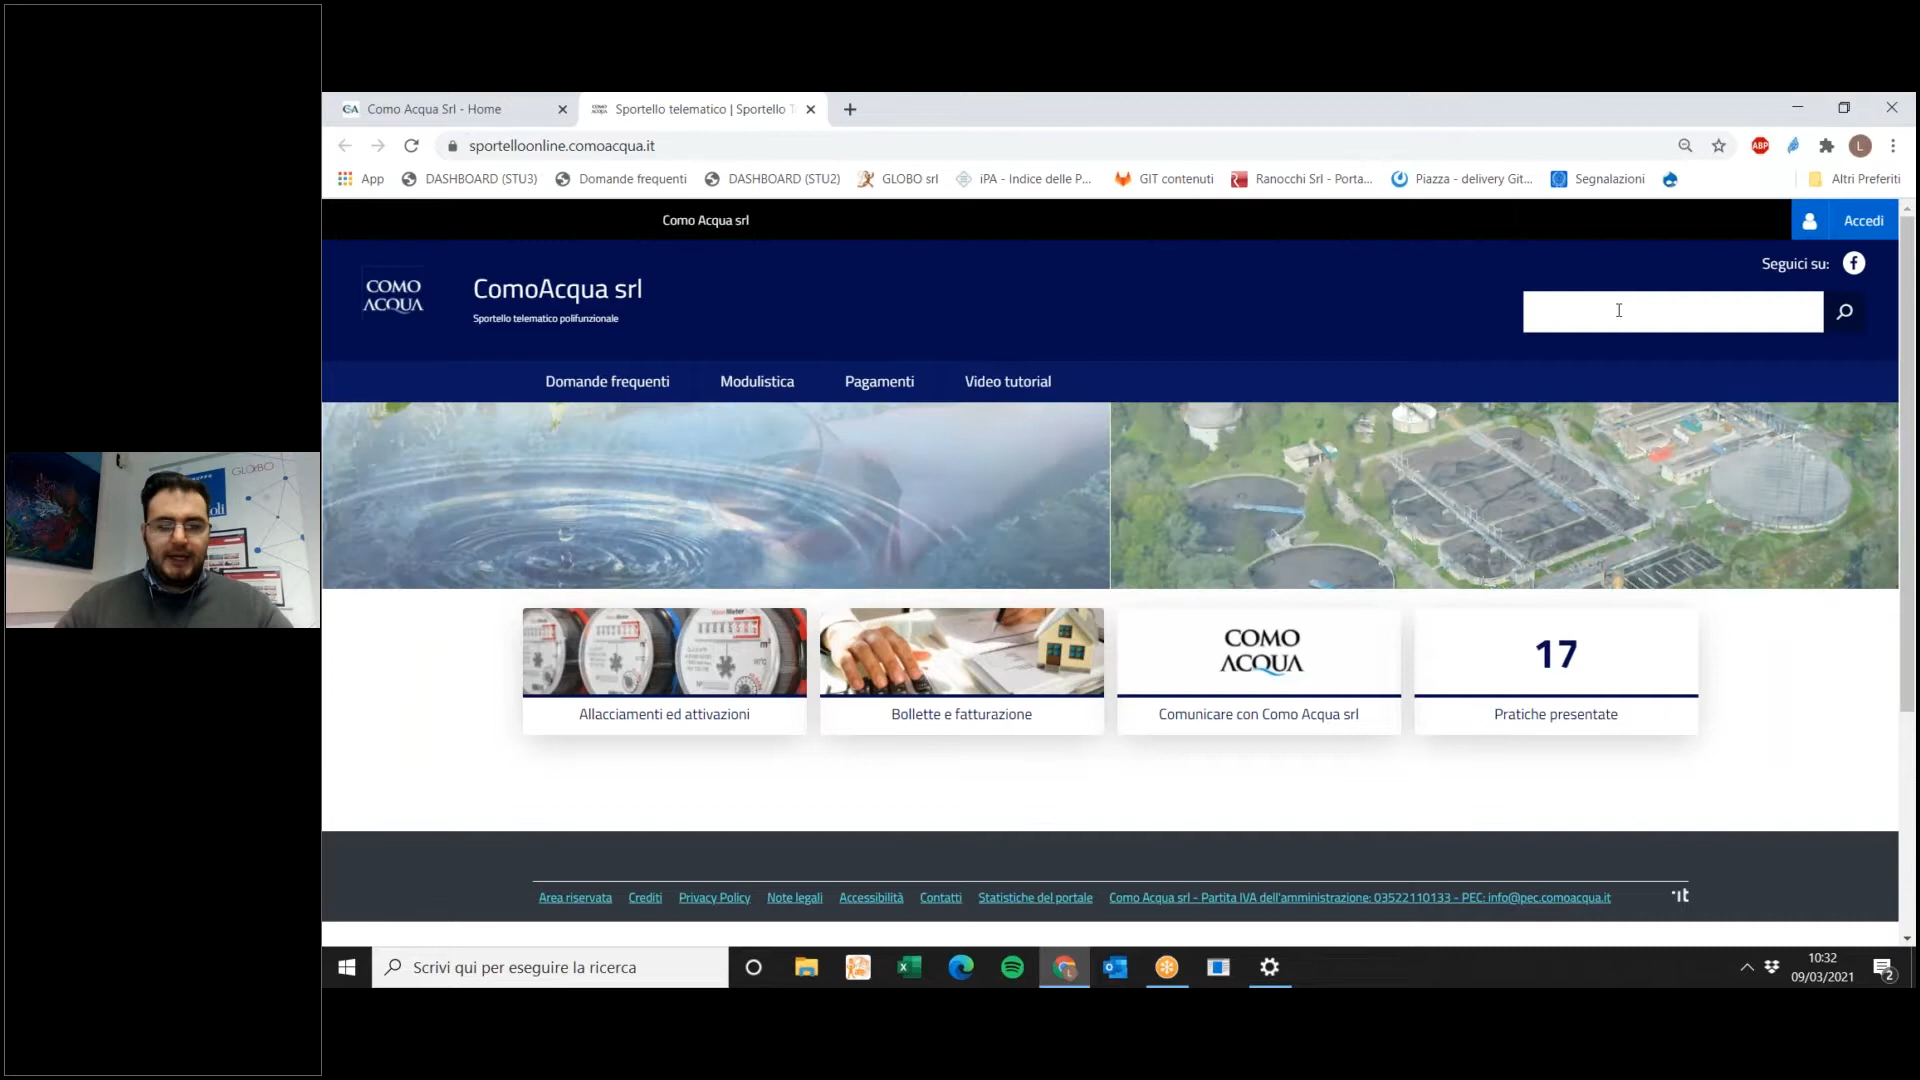 Como Acqua Srl - Home
Sportello telematico | Sportello T
sportelloonline.comoacqua.it
ABP
L
App
DASHBOARD (STU3)
Domande frequenti
DASHBOARD (STU2)
GLOBO srl
iPA - Indice delle P...
GIT contenuti
Ranocchi Srl - Porta...
Piazza - delivery Git...
Segnalazioni
Altri Preferiti
Como Acqua srl
Accedi
Seguici su:
COMO
ACQUA
ComoAcqua srl
Sportello telematico polifunzionale
Domande frequenti
Modulistica
Pagamenti
Video tutorial
GLOBO
oli
COMO
ACQUA
17
Allacciamenti ed attivazioni
Bollette e fatturazione
Comunicare con Como Acqua srl
Pratiche presentate
Area riservata
Crediti
Privacy Policy
Note legali
Accessibilità
Contatti
Statistiche del portale
Como Acqua srl - Partita IVA dell'amministrazione: 03522110133 - PEC: info@pec.comoacqua.it
Scrivi qui per eseguire la ricerca
10:32
09/03/2021
2